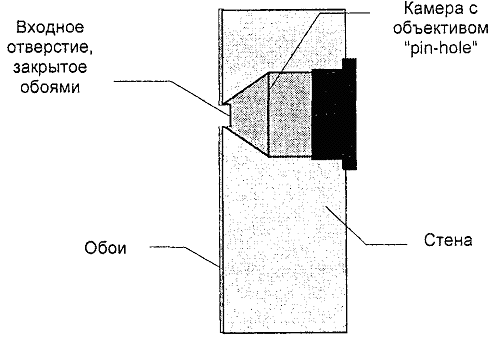 Входное
отверстие,
закрытое
обоями
Камера с
объективом
"pin-hole"
Обои
Стена